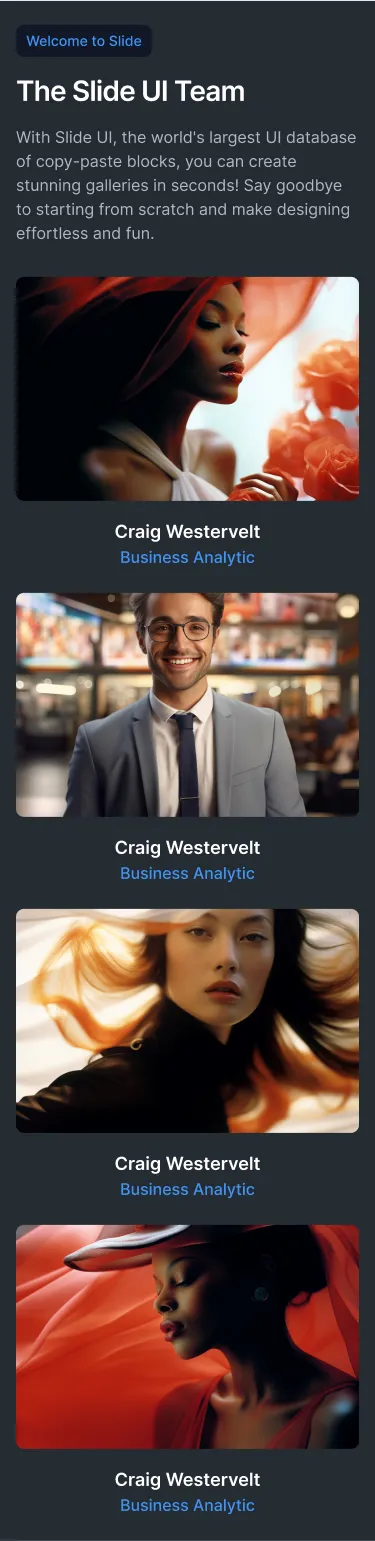 Welcome to Slide
The Slide UI Team
With Slide UI, the world's largest UI database
of copy-paste blocks, you can create
stunning galleries in seconds! Say goodbye
to starting from scratch and make designing
effortless and fun.
Craig Westervelt
Business Analytic
Craig Westervelt
Business Analytic
Craig Westervelt
Business Analytic
Craig Westervelt
Business Analytic